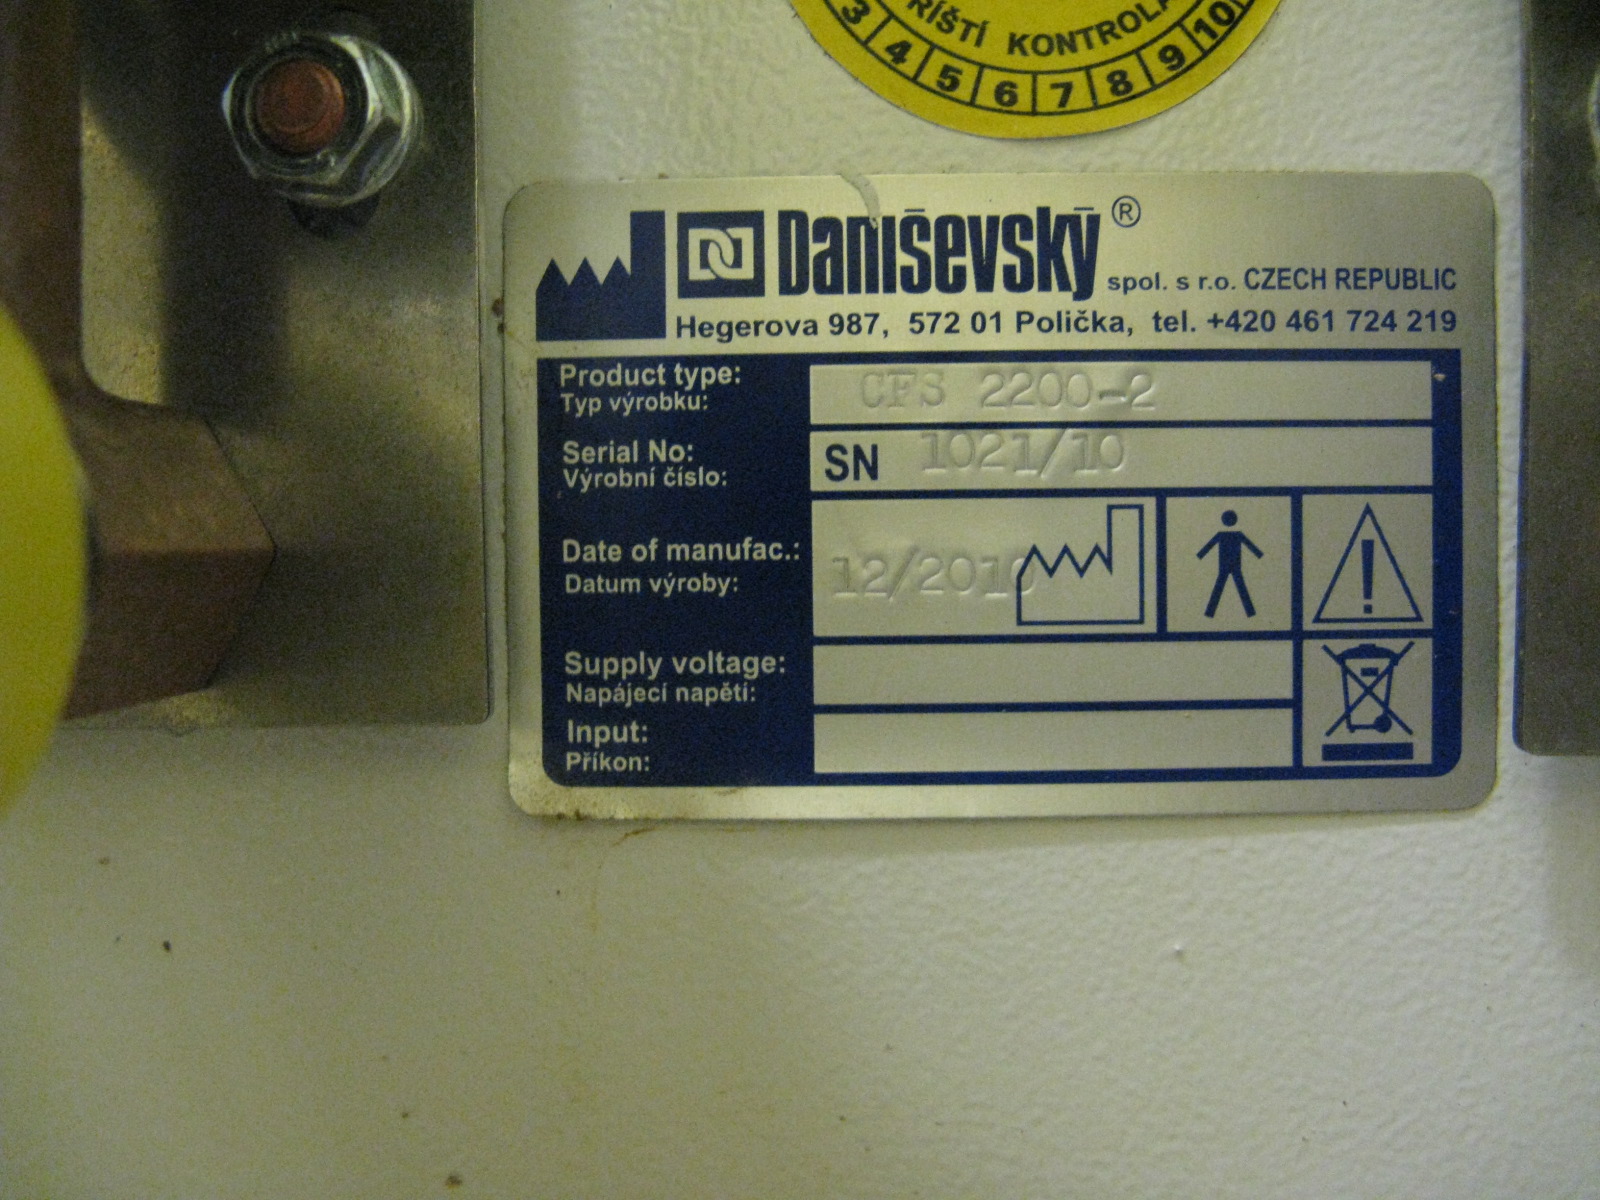 3 4 5 6 7 8 9 10
KONTROLA
Danıševský ®
spol. s r.o. CZECH REPUBLIC
Hegerova 987, 572 01 Polička, tel. +420 461 724 219
Product type: CFS 2200-2
Typ výrobku:
Serial No: SN 1021/10
Výrobní číslo:
Date of manufac.: 12/2010
Datum výroby:
Supply voltage:
Napájecí napětí:
Input:
Příkon: